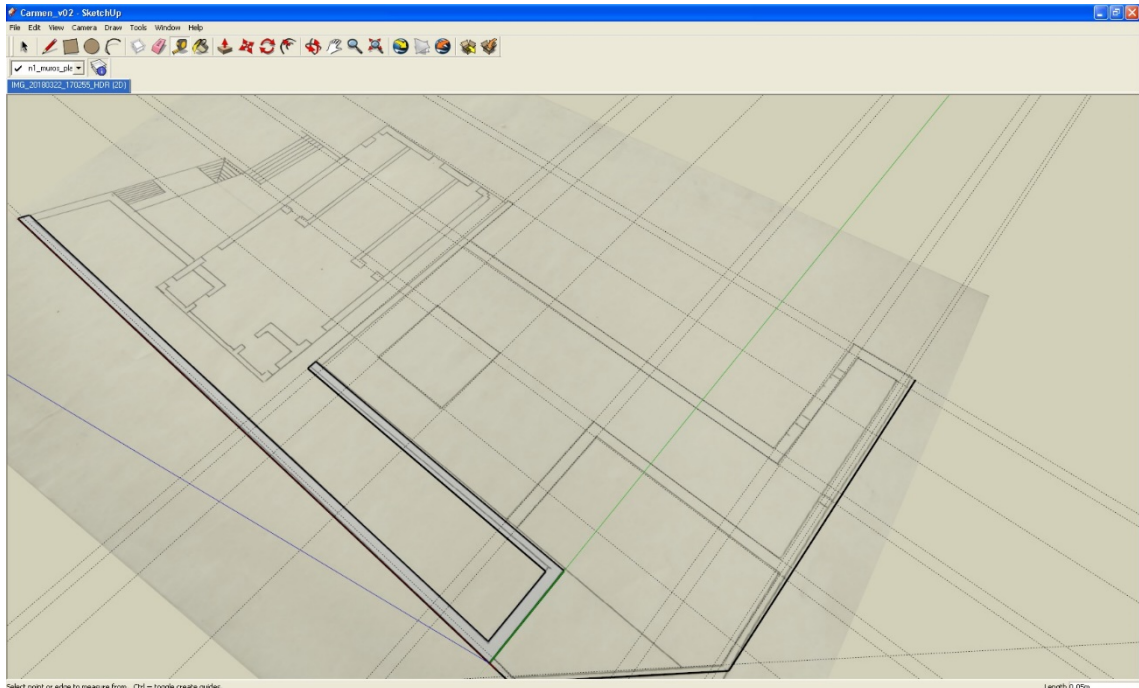 Carmen_v02 - SketchUp
File Edit View Camera Draw Tools Window Help
n1_muros_pla
IMG_20180322_170255_HDR (2D)
Select point or edge to measure from. Ctrl = toggle create guides. Length 0,05m